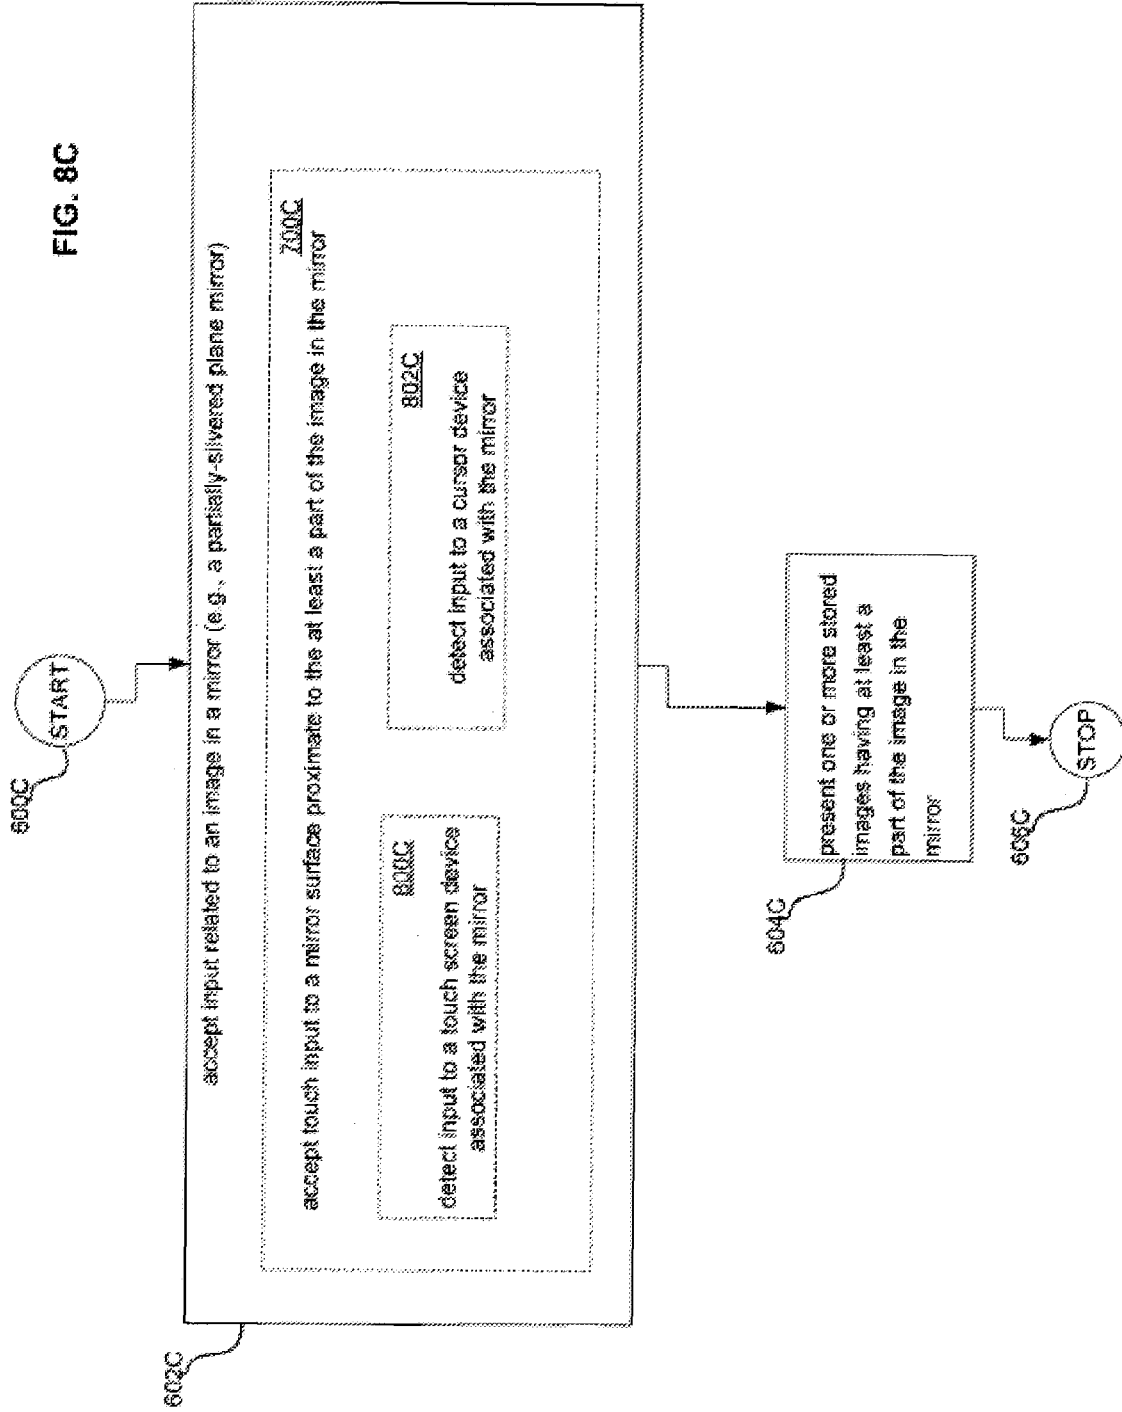 FIG. 8C
600C
START
602C
accept input related to an image in a mirror (e.g., a partially-silvered plane mirror)
700C
accept touch input to a mirror surface proximate to the at least a part of the image in the mirror
800C
detect input to a touch screen device
associated with the mirror
802C
detect input to a cursor device
associated with the mirror
604C
present one or more stored
images having at least a
part of the image in the
mirror
606C
STOP